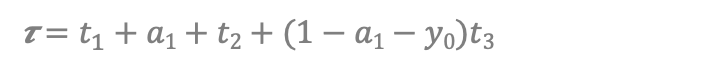 𝝉 = t₁ + a₁ + t₂ + (1 − a₁ − y₀)t₃